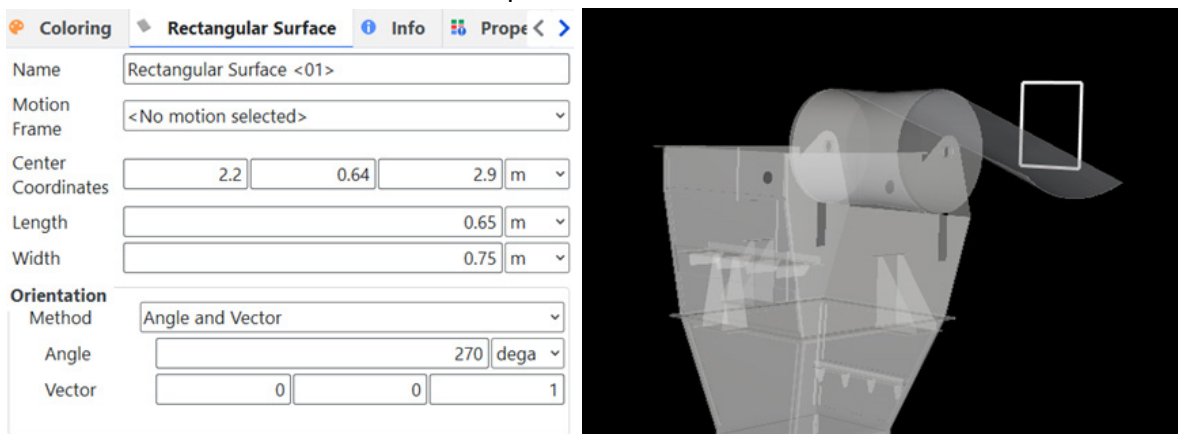 Coloring Rectangular Surface Info
Name Rectangular Surface <01>
Motion
Frame <No motion selected>
Center
Coordinates 2.2 0.64 2.9 m
Length 0.65 m
Width 0.75 m
Orientation
Method Angle and Vector
Angle 270 dega
Vector 0 0 1